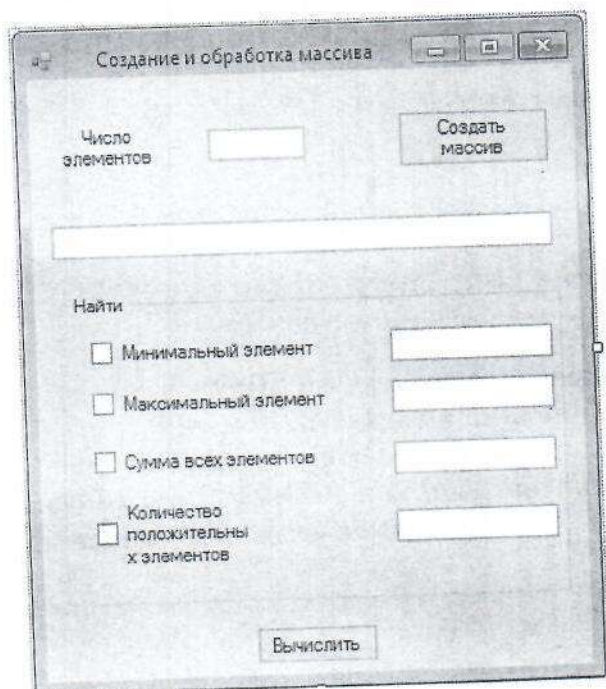 Создание и обработка массива
Число
элементов
Создать
массив
Найти
Минимальный элемент
Максимальный элемент
Сумма всех элементов
Количество
положительны
х элементов
Вычислить